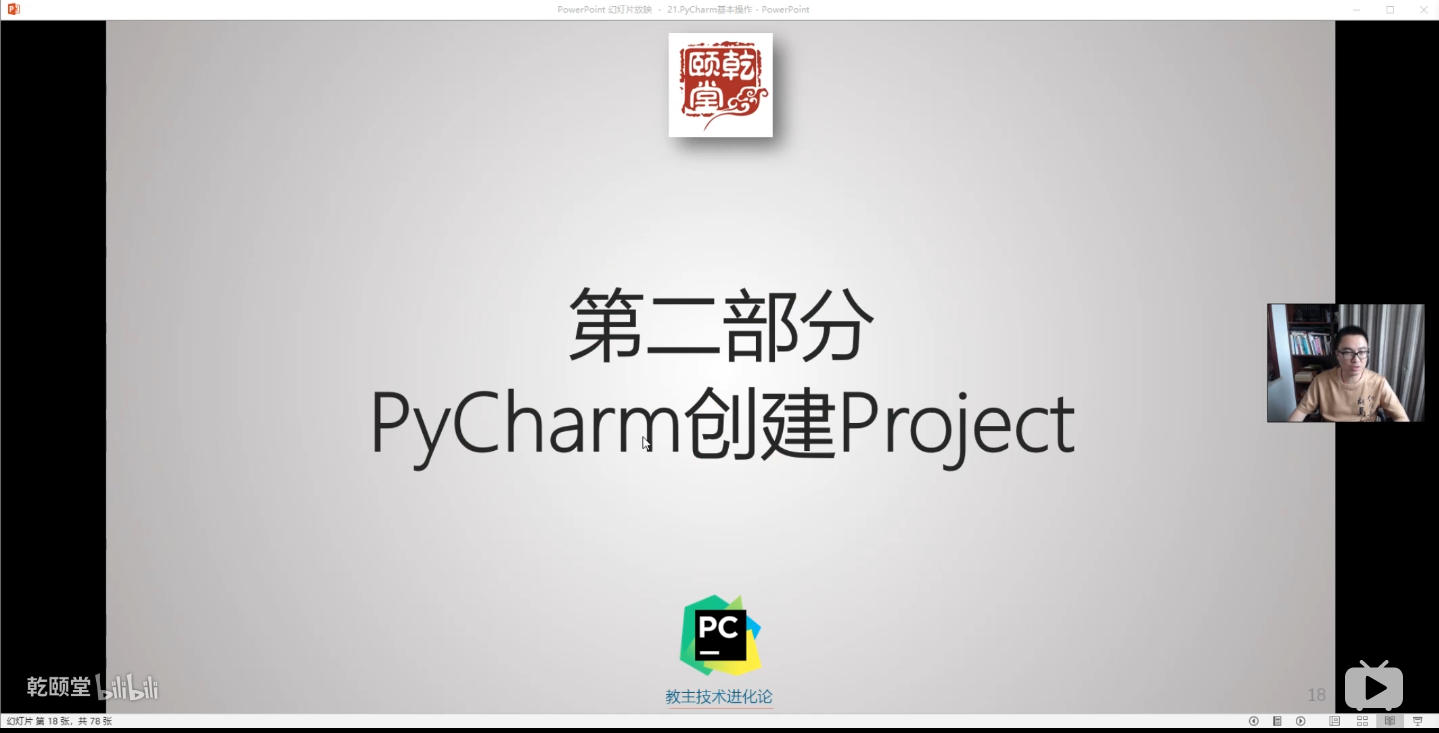 PowerPoint 幻灯片放映 - 21.PyCharm基本操作 - PowerPoint
乾颐堂
第二部分
PyCharm创建Project
PC
教主技术进化论
乾颐堂 bilibili
18
幻灯片 第 18 张，共 78 张